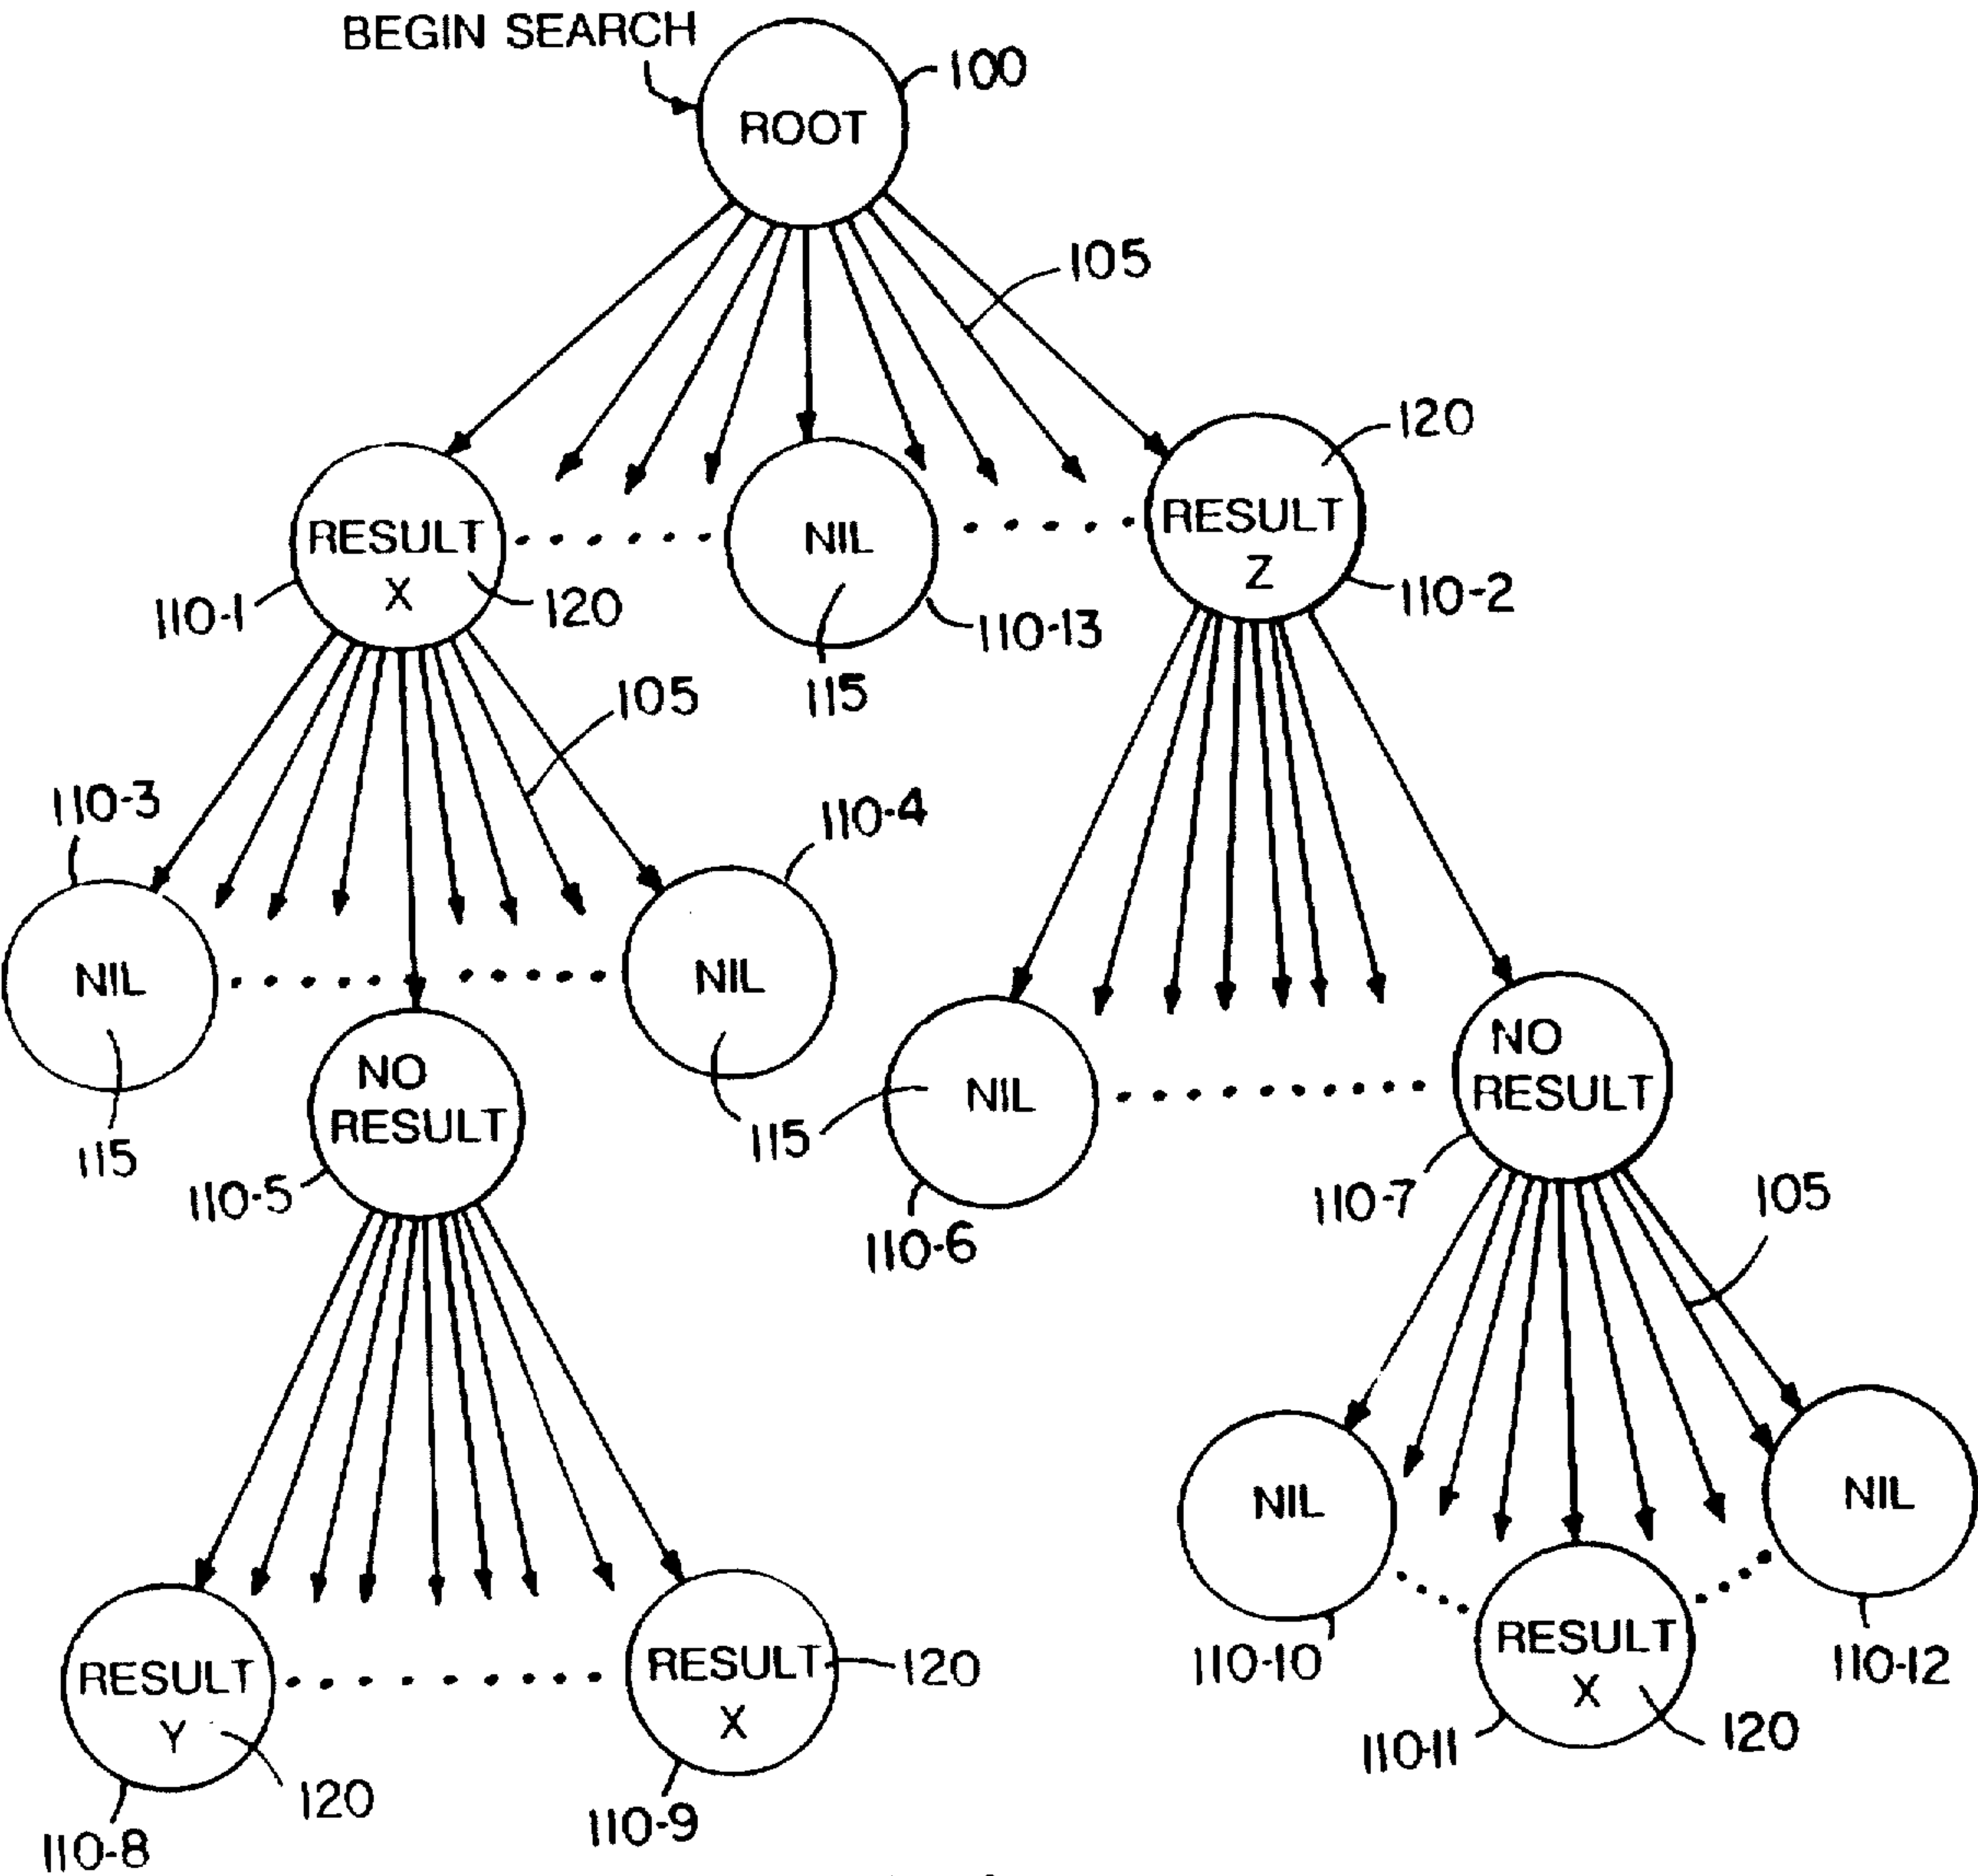 BEGIN SEARCH
100
ROOT
105
120
RESULT
X
NIL
RESULT
Z
110-1
120
110-13
110-2
115
105
110-3
110-4
NIL
NIL
NO
RESULT
NIL
NO
RESULT
115
115
110-5
110-6
110-7
105
NIL
NIL
RESULT
Y
RESULT
X
120
RESULT
X
110-10
110-12
120
110-11
120
110-8
110-9